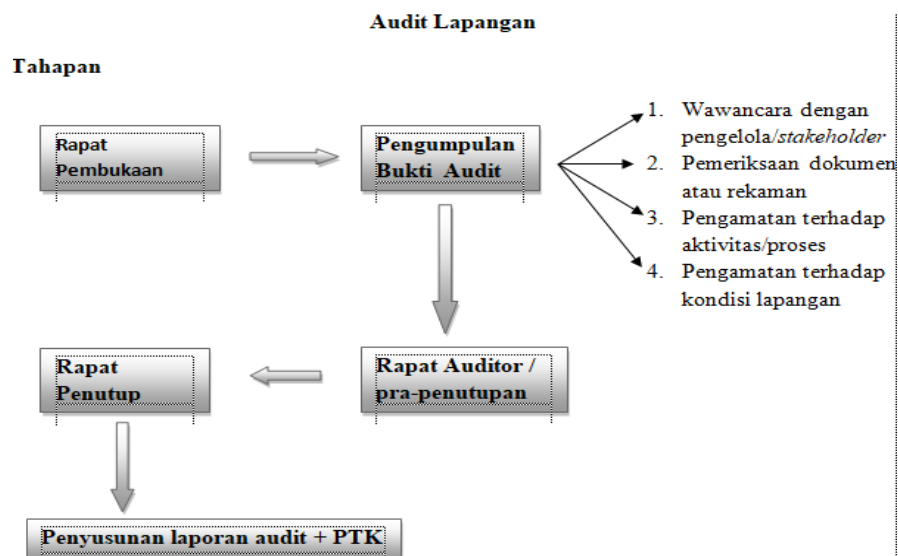 Audit Lapangan
Tahapan
Rapat
Pembukaan
Pengumpulan
Bukti Audit
1. Wawancara dengan
pengelola/stakeholder
2. Pemeriksaan dokumen
atau rekaman
3. Pengamatan terhadap
aktivitas/proses
4. Pengamatan terhadap
kondisi lapangan
Rapat Auditor /
pra-penutupan
Rapat
Penutup
Penyusunan laporan audit + PTK